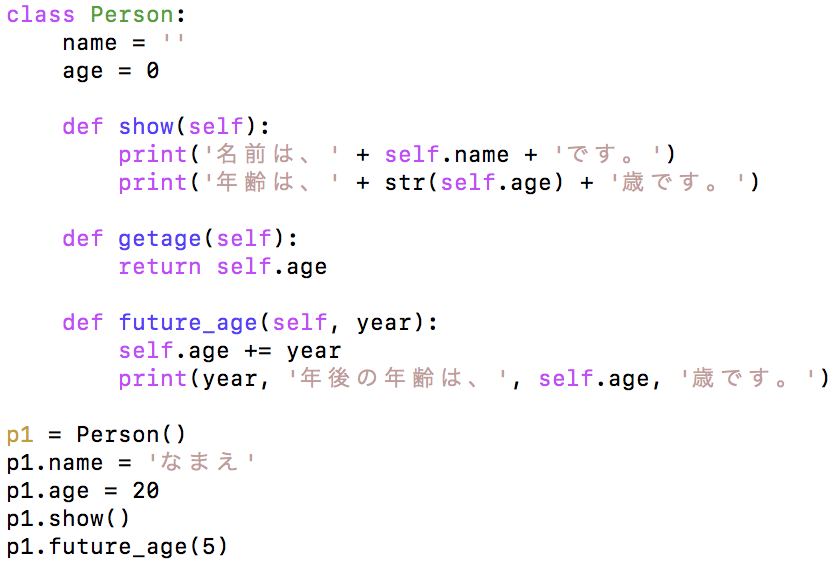 class Person:
    name = ''
    age = 0

    def show(self):
        print('名前は、' + self.name + 'です。')
        print('年齢は、' + str(self.age) + '歳です。')

    def getage(self):
        return self.age

    def future_age(self, year):
        self.age += year
        print(year, '年後の年齢は、', self.age, '歳です。')

p1 = Person()
p1.name = 'なまえ'
p1.age = 20
p1.show()
p1.future_age(5)